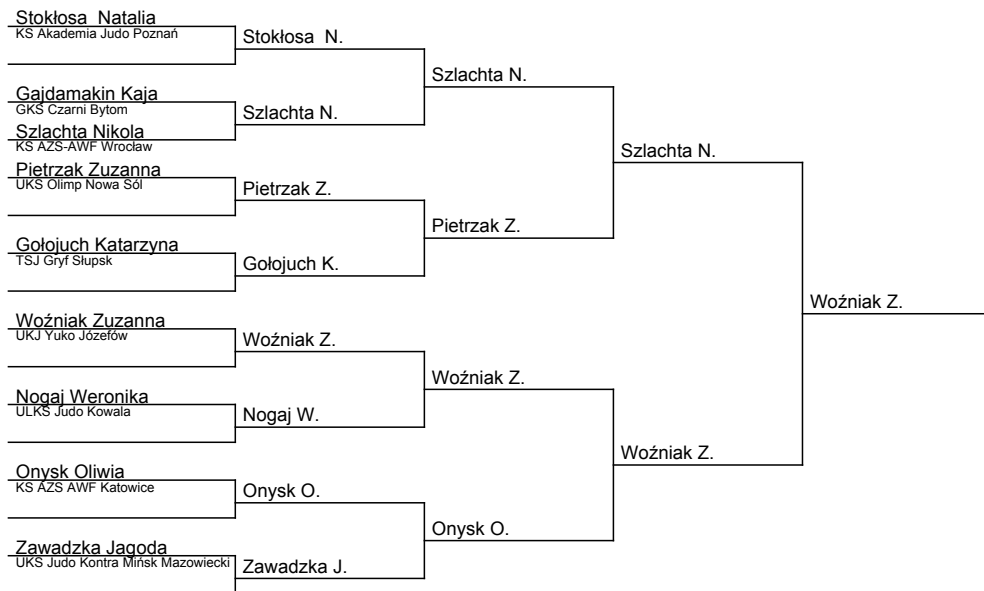 Stokłosa  Natalia
KS Akademia Judo Poznań
Gajdamakin Kaja
GKS Czarni Bytom
Szlachta Nikola
KS AZS-AWF Wrocław
Pietrzak Zuzanna
UKS Olimp Nowa Sól
Gołojuch Katarzyna
TSJ Gryf Słupsk
Woźniak Zuzanna
UKJ Yuko Józefów
Nogaj Weronika
ULKS Judo Kowala
Onysk Oliwia
KS AZS AWF Katowice
Zawadzka Jagoda
UKS Judo Kontra Mińsk Mazowiecki
Stokłosa  N.
Szlachta N.
Pietrzak Z.
Gołojuch K.
Woźniak Z.
Nogaj W.
Onysk O.
Zawadzka J.
Szlachta N.
Pietrzak Z.
Woźniak Z.
Onysk O.
Szlachta N.
Woźniak Z.
Woźniak Z.